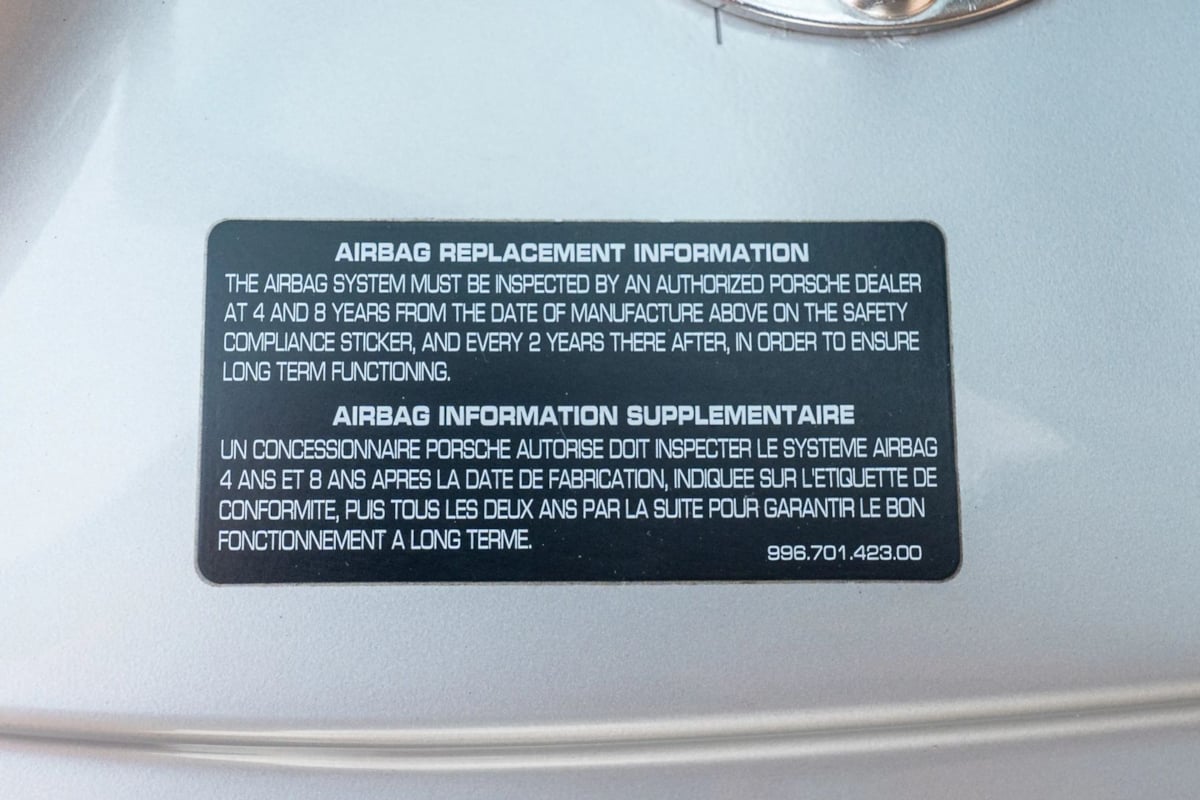 AIRBAG REPLACEMENT INFORMATION
THE AIRBAG SYSTEM MUST BE INSPECTED BY AN AUTHORIZED PORSCHE DEALER
AT 4 AND 8 YEARS FROM THE DATE OF MANUFACTURE ABOVE ON THE SAFETY
COMPLIANCE STICKER, AND EVERY 2 YEARS THERE AFTER, IN ORDER TO ENSURE
LONG TERM FUNCTIONING.
AIRBAG INFORMATION SUPPLEMENTAIRE
UN CONCESSIONNAIRE PORSCHE AUTORISE DOIT INSPECTER LE SYSTEME AIRBAG
4 ANS ET 8 ANS APRES LA DATE DE FABRICATION, INDIQUEE SUR L'ETIQUETTE DE
CONFORMITE, PUIS TOUS LES DEUX ANS PAR LA SUITE POUR GARANTIR LE BON
FONCTIONNEMENT A LONG TERME.
996.701.423.00